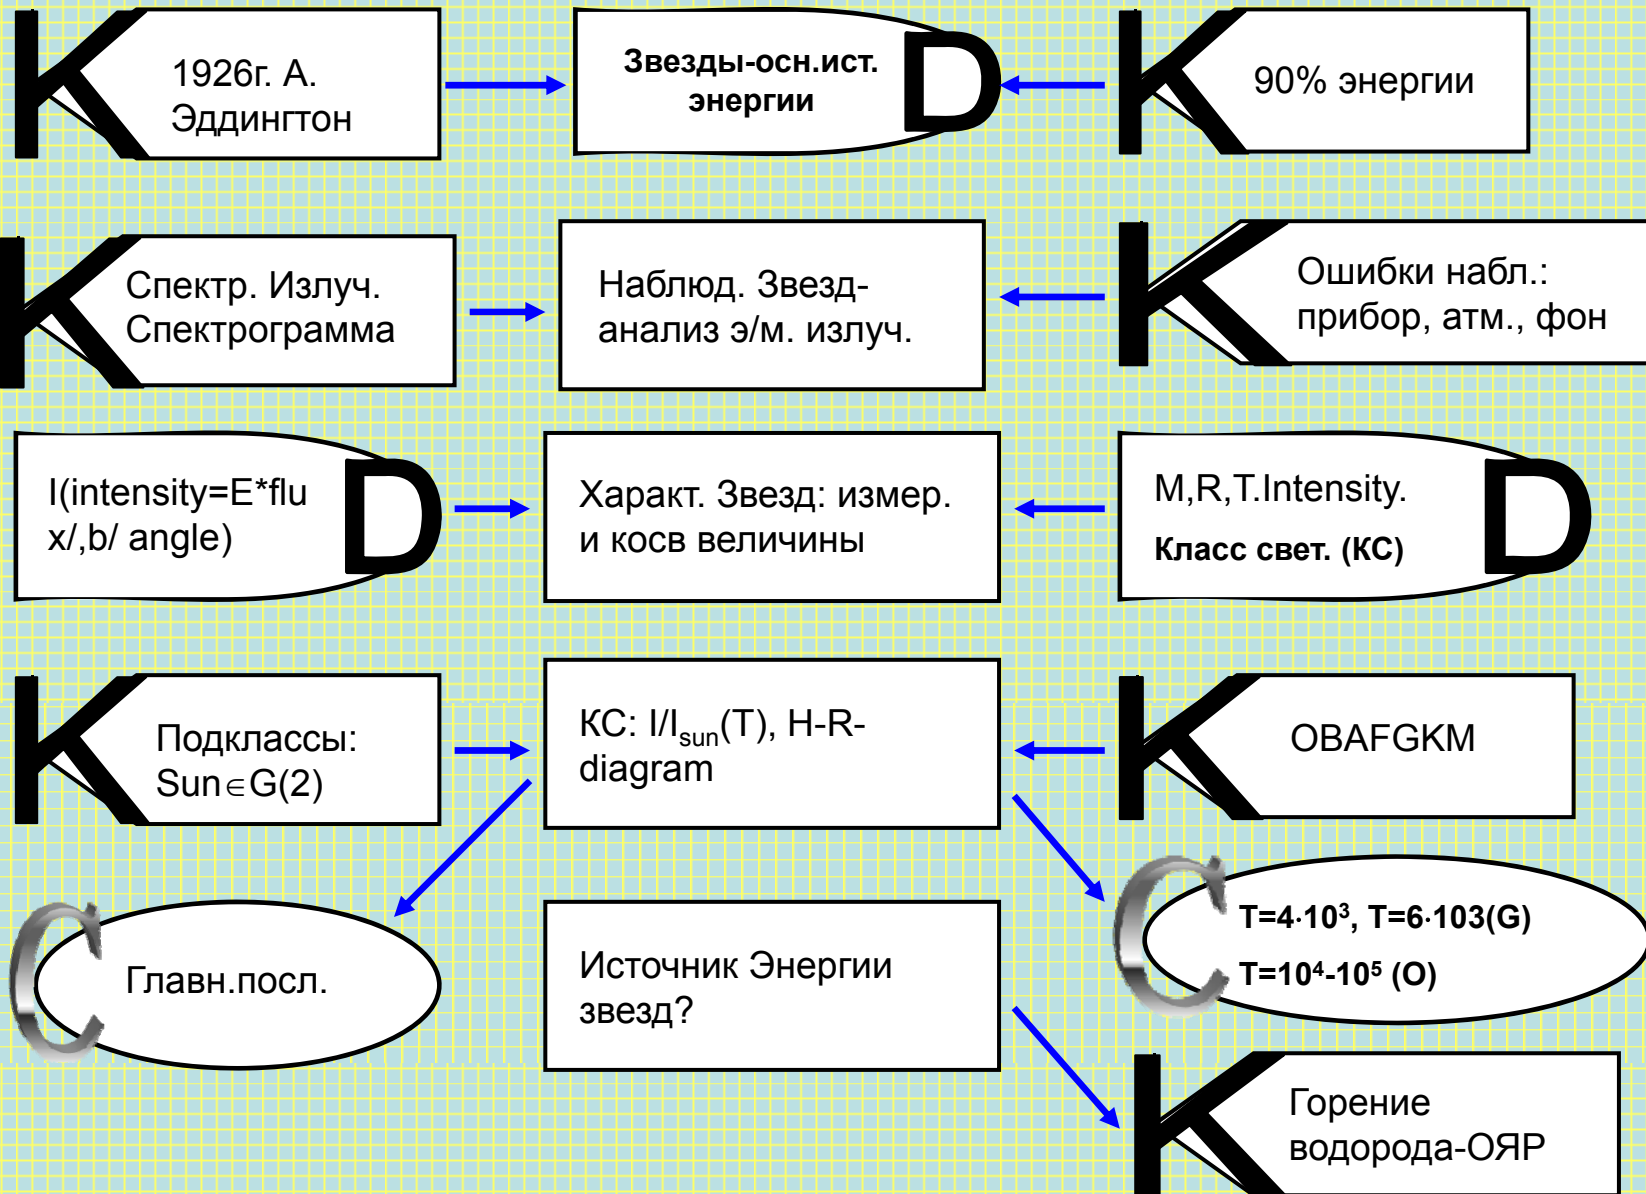 K
1926г. А.
Эддингтон
Звезды-осн.ист.
энергии
D
K
90% энергии
K
Спектр. Излуч.
Спектрограмма
Наблюд. Звезд-
анализ э/м. излуч.
K
Ошибки набл.:
прибор, атм., фон
I(intensity=E*flu
x/,b/ angle)
D
Характ. Звезд: измер.
и косв величины
M,R,T.Intensity.
Класс свет. (КС)
D
K
Подклассы:
Sun∈G(2)
КС: I/I_sun(T), H-R-
diagram
K
OBAFGKM
C
Главн.посл.
Источник Энергии
звезд?
C
T=4·10³, T=6·103(G)
T=10⁴-10⁵ (O)
K
Горение
водорода-ОЯР